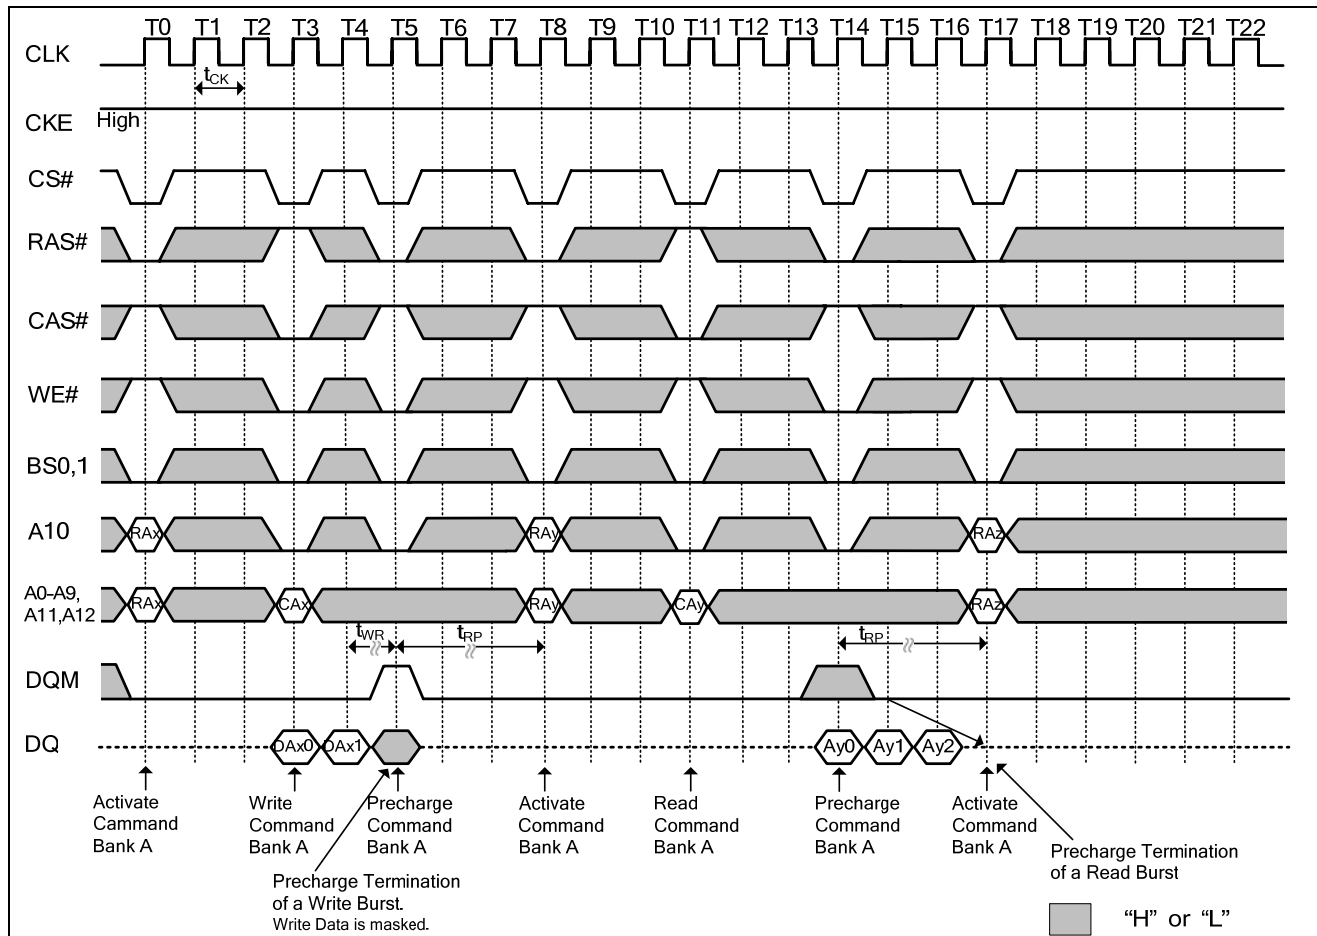 T0 T1 T2 T3 T4 T5 T6 T7 T8 T9 T10 T11 T12 T13 T14 T15 T16 T17 T18 T19 T20 T21 T22
CLK
tCK
CKE
High
CS#
RAS#
CAS#
WE#
BS0,1
A10
RAx
RAy
RAz
A0-A9,
A11,A12
RAx
CAx
RAy
CAy
RAz
tWR
tRP
tRP
DQM
DQ
DAx0
DAx1
Ay0
Ay1
Ay2
Activate
Cammand
Bank A
Write
Command
Bank A
Precharge
Command
Bank A
Activate
Command
Bank A
Read
Command
Bank A
Precharge
Command
Bank A
Activate
Command
Bank A
Precharge Termination
of a Write Burst.
Write Data is masked.
Precharge Termination
of a Read Burst
“H” or “L”